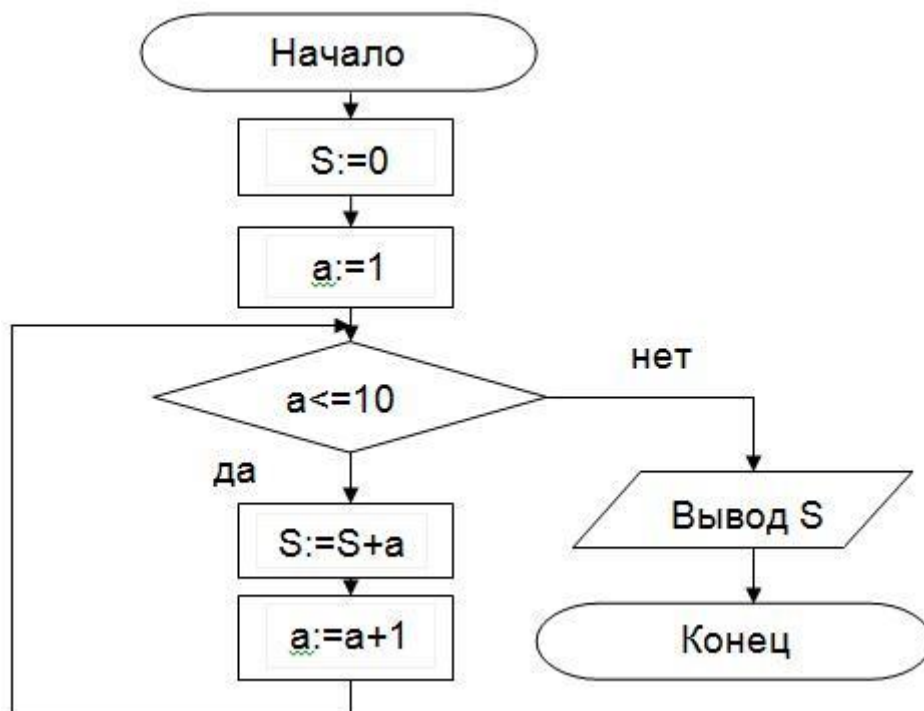 Начало
S:=0
a:=1
a<=10
нет
да
S:=S+a
Вывод S
a:=a+1
Конец